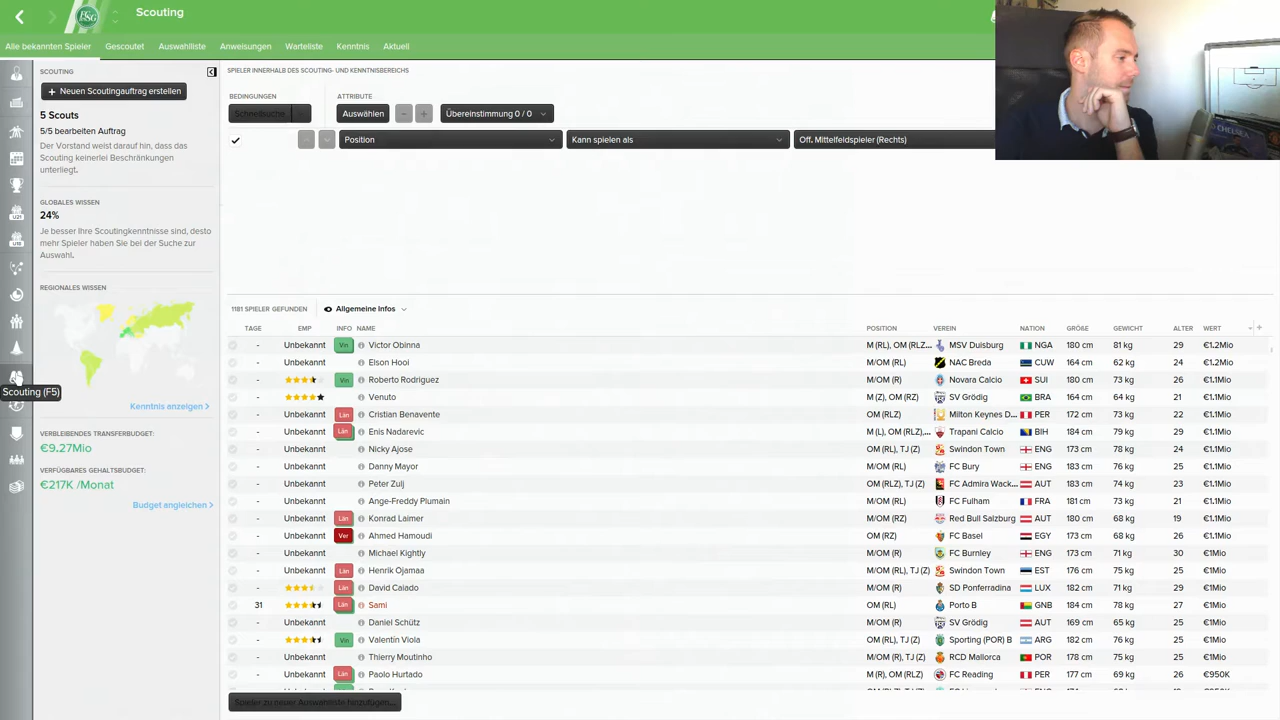 Scouting
Alle bekannten Spieler Gescoutet Auswahlliste Anweisungen Warteliste Kenntnis Aktuell
SCOUTING
+ Neuen Scoutingauftrag erstellen
5 Scouts
5/5 bearbeiten Auftrag
Der Vorstand weist darauf hin, dass das
Scouting keinerlei Beschränkungen
unterliegt.
GLOBALES WISSEN
24%
Je besser Ihre Scoutingkenntnisse sind, desto
mehr Spieler haben Sie bei der Suche zur
Auswahl.
REGIONALES WISSEN
Scouting (F5)
Kenntnis anzeigen >
VERBLEIBENDES TRANSFERBUDGET:
€9.27Mio
VERFÜGBARES GEHALTSBUDGET:
€217K /Monat
Budget angleichen >
SPIELER INNERHALB DES SCOUTING- UND KENNTNISBEREICHS
BEDINGUNGEN ATTRIBUTE
Schnellsuche Auswählen - + Übereinstimmung 0 / 0
Position Kann spielen als Off. Mittelfeldspieler (Rechts)
1181 SPIELER GEFUNDEN Allgemeine Infos
TAGE EMP INFO NAME POSITION VEREIN NATION GRÖẞE GEWICHT ALTER WERT +
- Unbekannt Vin Victor Obinna M (RL), OM (RLZ... MSV Duisburg NGA 180 cm 81 kg 29 €1.2Mio
- Unbekannt Elson Hooi M/OM (RL) NAC Breda CUW 164 cm 62 kg 24 €1.2Mio
- Vin Roberto Rodriguez M/OM (R) Novara Calcio SUI 180 cm 73 kg 26 €1.1Mio
- Venuto M (Z), OM (RZ) SV Grödig BRA 164 cm 64 kg 21 €1.1Mio
- Unbekannt Län Cristian Benavente OM (RLZ) Milton Keynes D... PER 172 cm 73 kg 22 €1.1Mio
- Unbekannt Län Enis Nadarevic M (L), OM (RLZ),... Trapani Calcio BIH 184 cm 79 kg 29 €1.1Mio
- Unbekannt Nicky Ajose OM (RL), TJ (Z) Swindon Town ENG 173 cm 78 kg 24 €1.1Mio
- Unbekannt Danny Mayor M/OM (RL) FC Bury ENG 183 cm 76 kg 25 €1.1Mio
- Unbekannt Peter Zulj OM (RLZ), TJ (Z) FC Admira Wack... AUT 183 cm 74 kg 23 €1.1Mio
- Unbekannt Ange-Freddy Plumain M/OM (RL) FC Fulham FRA 181 cm 73 kg 21 €1.1Mio
- Unbekannt Län Konrad Laimer M/OM (RZ) Red Bull Salzburg AUT 180 cm 68 kg 19 €1.1Mio
- Unbekannt Ver Ahmed Hamoudi M/OM (RZ) FC Basel EGY 173 cm 68 kg 26 €1.1Mio
- Unbekannt Michael Kightly M/OM (R) FC Burnley ENG 173 cm 71 kg 30 €1Mio
- Unbekannt Län Henrik Ojamaa M/OM (RL), TJ (Z) Swindon Town EST 176 cm 75 kg 25 €1Mio
- Län David Caiado M/OM (R) SD Ponferradina LUX 182 cm 71 kg 29 €1Mio
31 Län Sami OM (RL) Porto B GNB 184 cm 78 kg 27 €1Mio
- Unbekannt Daniel Schütz M/OM (R) SV Grödig AUT 169 cm 65 kg 25 €1Mio
- Vin Valentín Viola OM (RL), TJ (Z) Sporting (POR) B ARG 182 cm 76 kg 25 €1Mio
- Unbekannt Thierry Moutinho M/OM (R), TJ (Z) RCD Mallorca POR 178 cm 75 kg 25 €1Mio
- Unbekannt Län Paolo Hurtado M (R), OM (RLZ) FC Reading PER 177 cm 69 kg 26 €950K
Spieler zu neuer Auswahlliste hinzufügen...